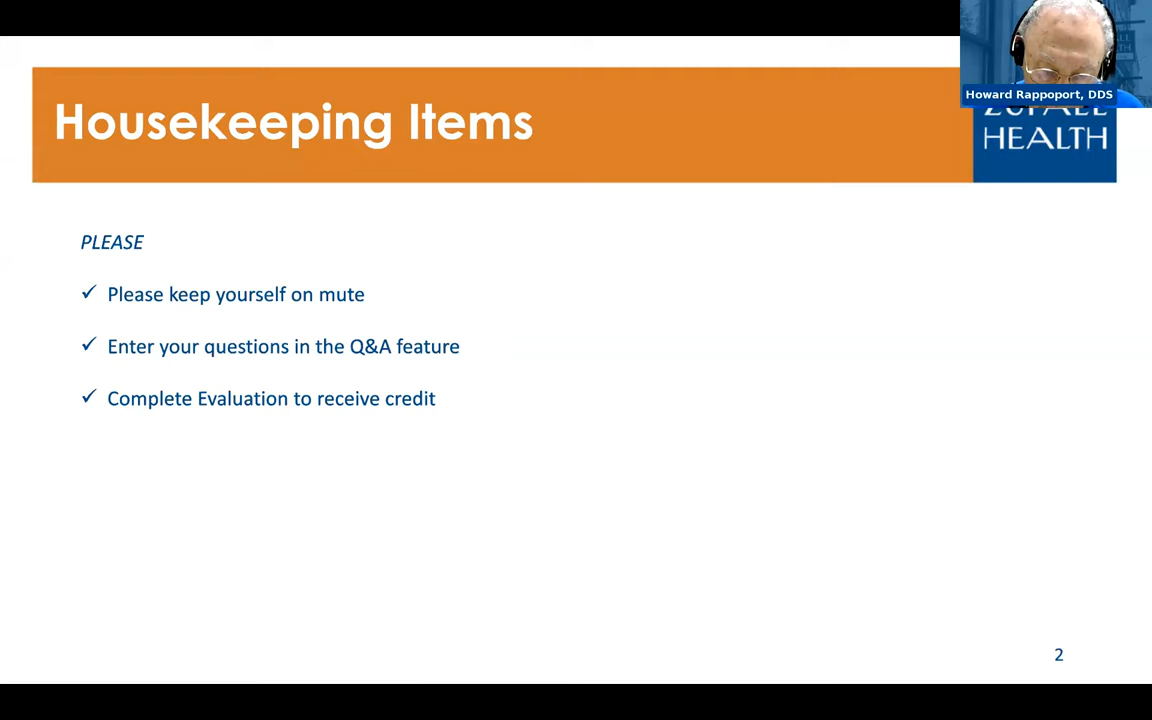 Housekeeping Items
Howard Rappoport, DDS
HEALTH
PLEASE
✓ Please keep yourself on mute
✓ Enter your questions in the Q&A feature
✓ Complete Evaluation to receive credit
2